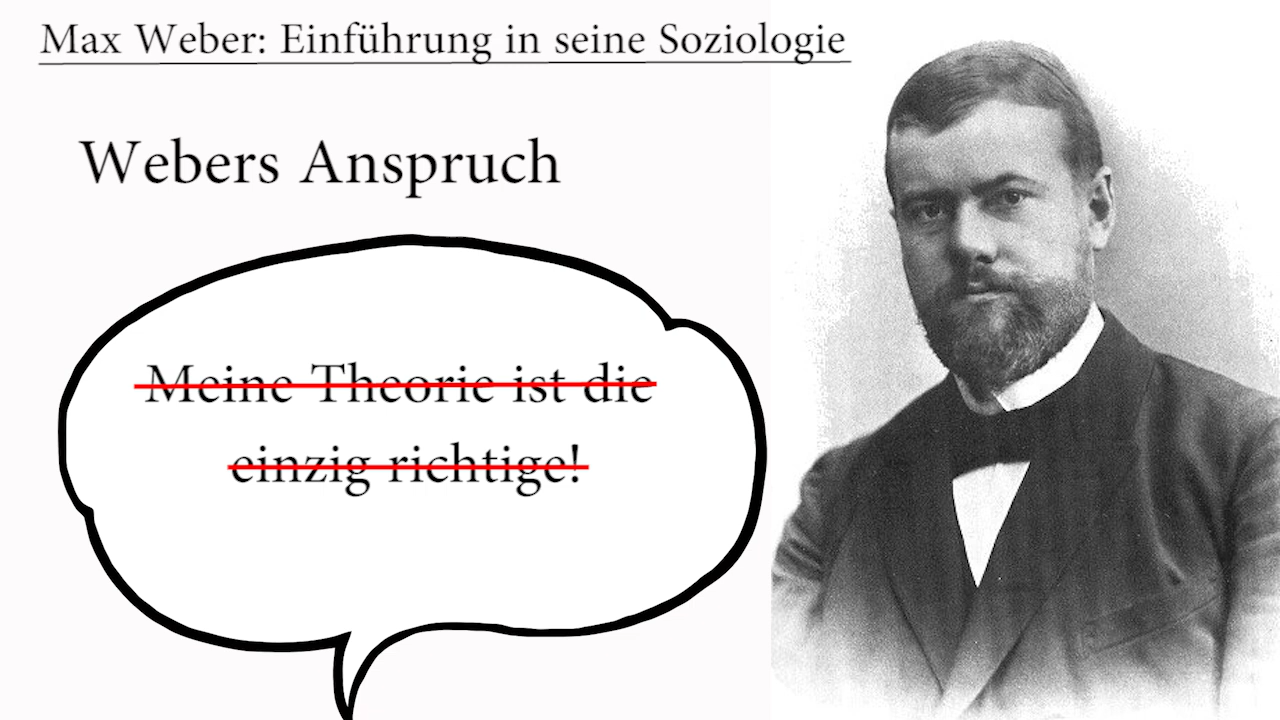 Max Weber: Einführung in seine Soziologie
Webers Anspruch
Meine Theorie ist die
einzig richtige!